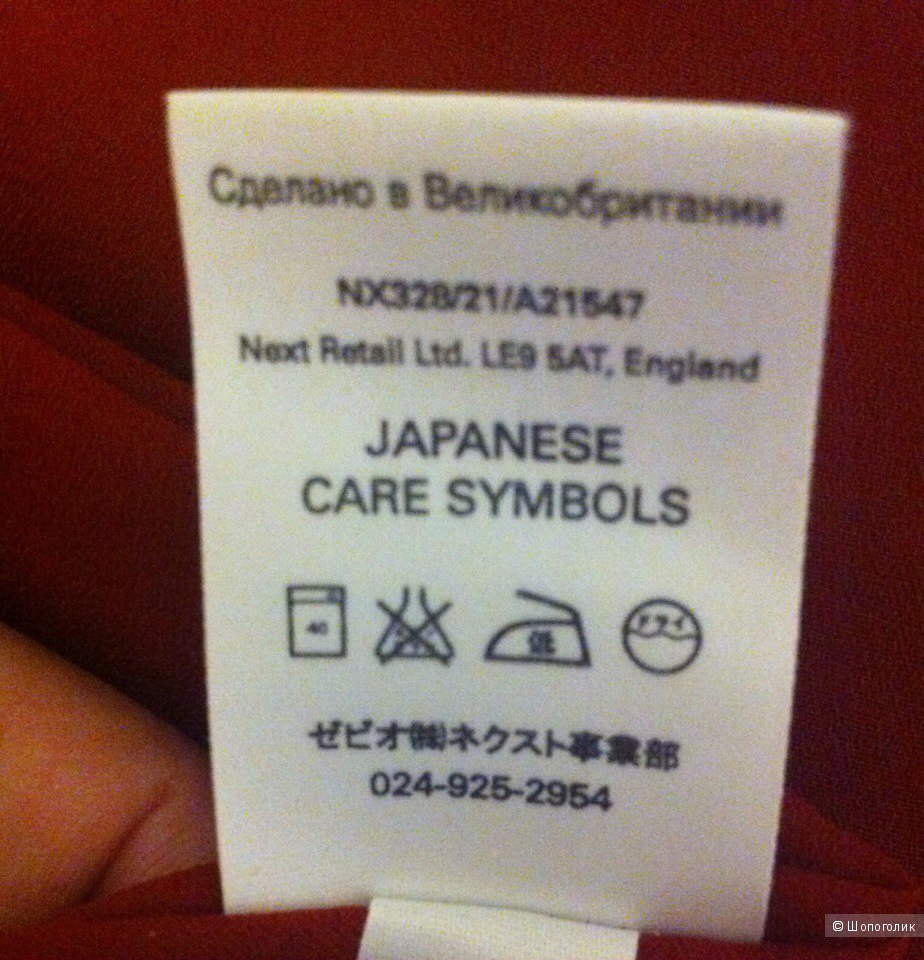 Сделано в Великобритании
NX328/21/A21547
Next Retail Ltd. LE9 5AT, England
JAPANESE
CARE SYMBOLS
40
低
ドライ
ゼビオ㈱ネクスト事業部
024-925-2954
© Шопоголик